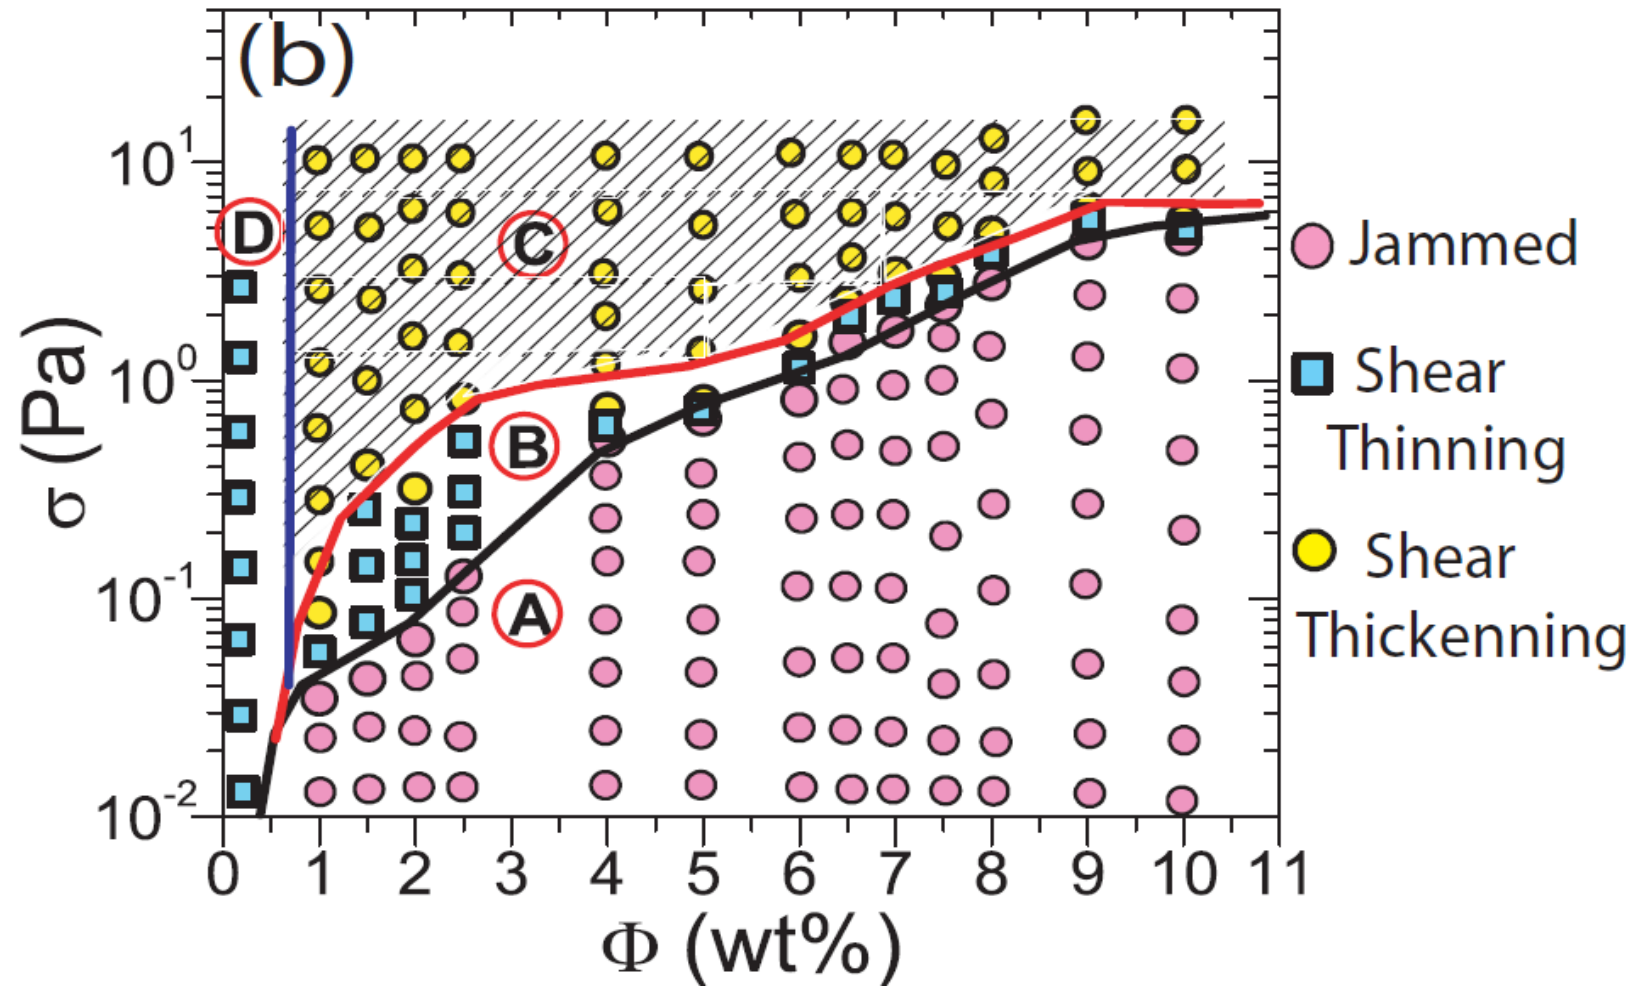 (b)
10^1
10^0
10^-1
10^-2
σ (Pa)
D
C
B
A
0 1 2 3 4 5 6 7 8 9 10 11
Φ (wt%)
Jammed
Shear
Thinning
Shear
Thickenning